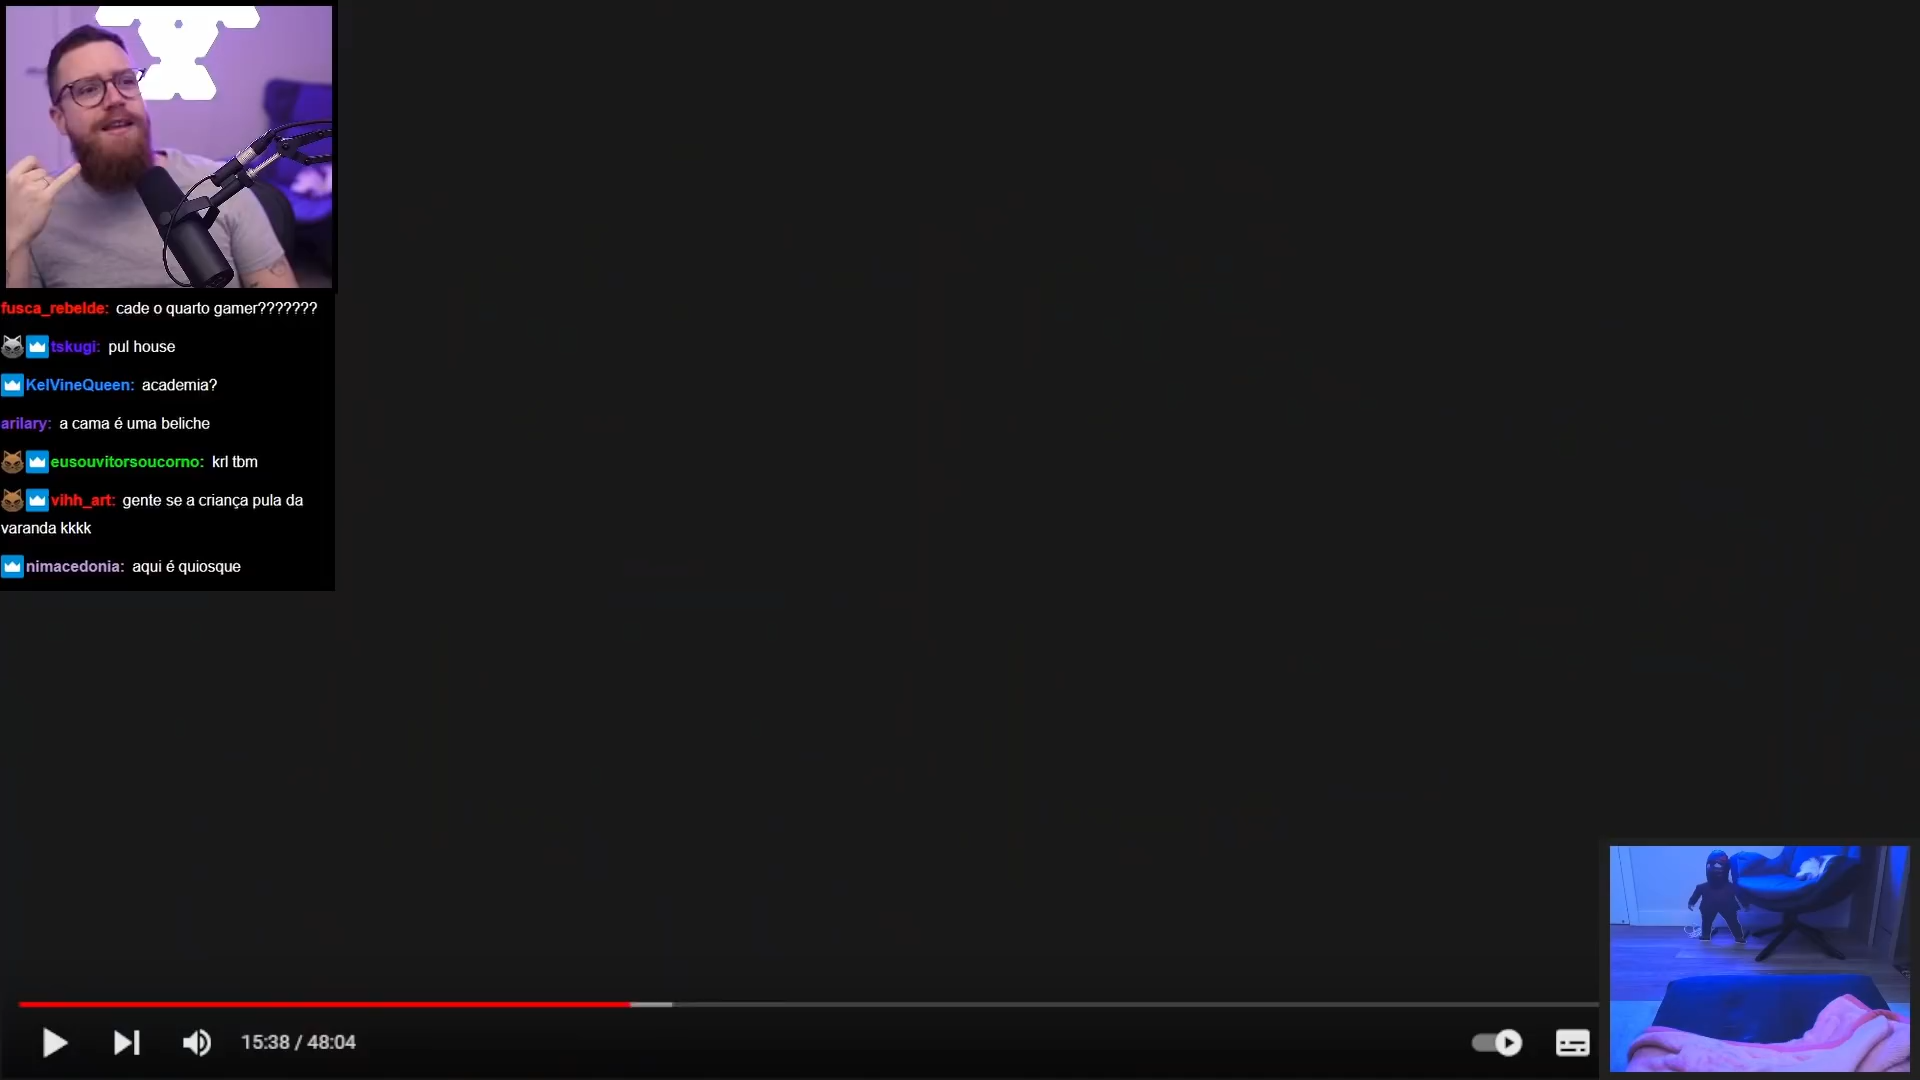 fusca_rebelde: cade o quarto gamer???????
tskugi: pul house
KelVineQueen: academia?
arilary: a cama é uma beliche
eusouvitorsoucorno: krl tbm
vihh_art: gente se a criança pula da
varanda kkkk
nimacedonia: aqui é quiosque
15:38 / 48:04